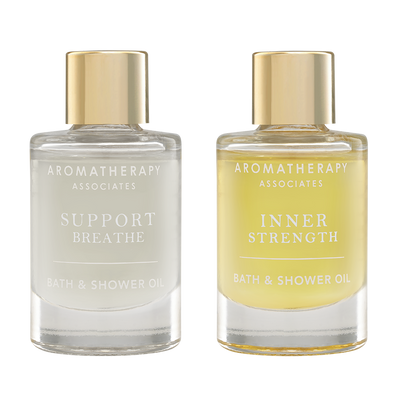 AROMATHERAPY
ASSOCIATES
SUPPORT
BREATHE
BATH & SHOWER OIL
AROMATHERAPY
ASSOCIATES
INNER
STRENGTH
BATH & SHOWER OIL